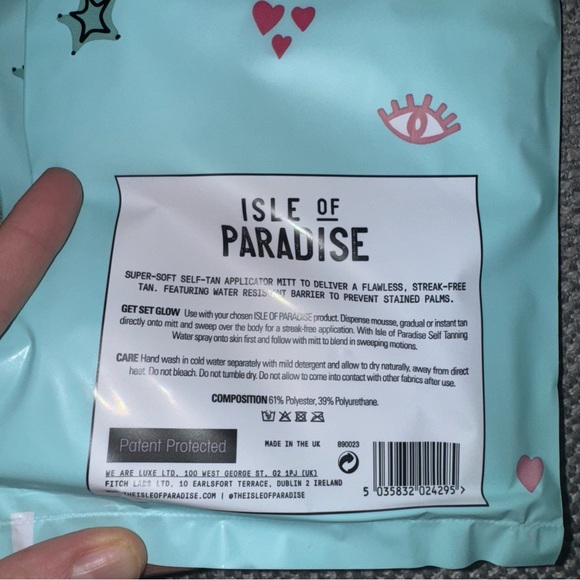 ISLE OF
PARADISE
SUPER-SOFT SELF-TAN APPLICATOR MITT TO DELIVER A FLAWLESS, STREAK-FREE
TAN. FEATURING WATER RESISTANT BARRIER TO PREVENT STAINED PALMS.
GET SET GLOW Use with your chosen ISLE OF PARADISE product. Dispense mousse, gradual or instant tan
directly onto mitt and sweep over the body for a streak-free application. With Isle of Paradise Self Tanning
Water spray onto skin first and follow with mitt to blend in sweeping motions.
CARE Hand wash in cold water separately with mild detergent and allow to dry naturally, away from direct
heat. Do not bleach. Do not tumble dry. Do not allow to come into contact with other fabrics after use.
COMPOSITION 61% Polyester, 39% Polyurethane.
Patent Protected
MADE IN THE UK 890023
WE ARE LUXE LTD, 100 WEST GEORGE ST, G2 1PJ (UK)
FITCH LABS LTD, 10 EARLSFORT TERRACE, DUBLIN 2 IRELAND
THEISLEOFPARADISE.COM | @THEISLEOFPARADISE
5 035832 024295 >